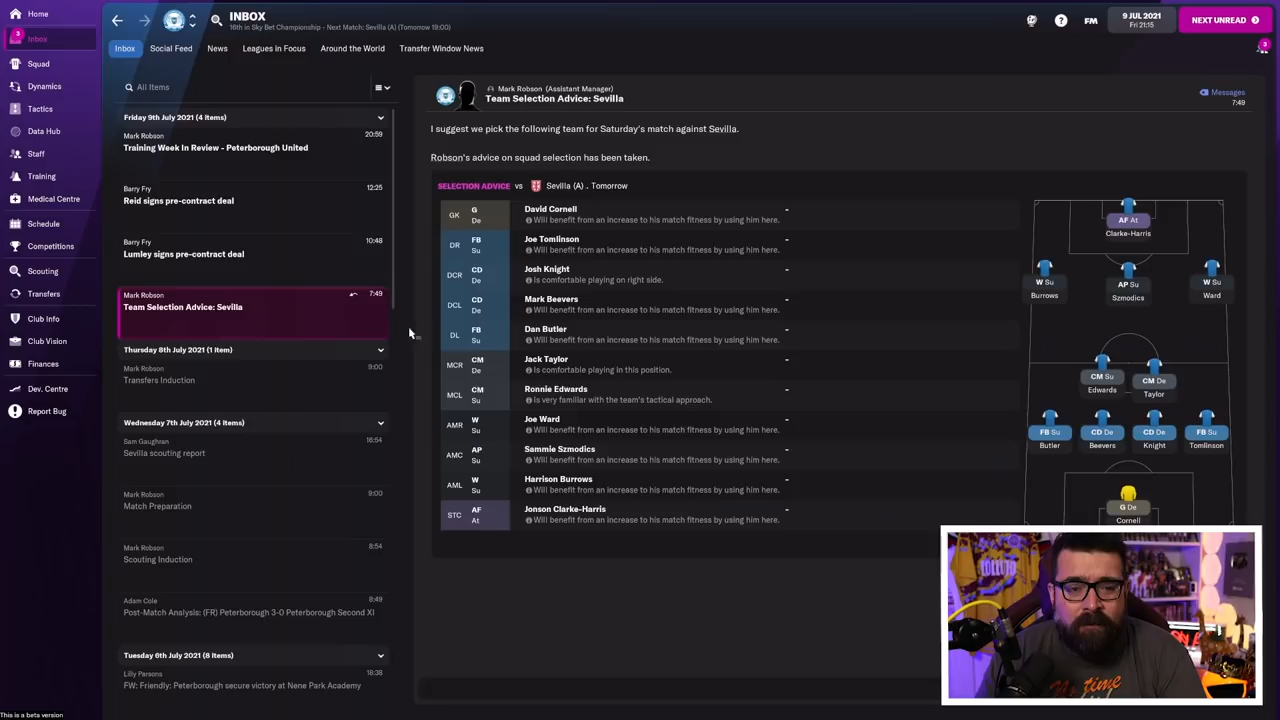 Home
INBOX
16th in Sky Bet Championship - Next Match: Sevilla (A) (Tomorrow 19:00)
FM
9 JUL 2021
Fri 21:15
NEXT UNREAD
3
Inbox
Squad
Dynamics
Tactics
Data Hub
Staff
Training
Medical Centre
Schedule
Competitions
Scouting
Transfers
Club Info
Club Vision
Finances
Dev. Centre
Report Bug
Inbox
Social Feed
News
Leagues in Focus
Around the World
Transfer Window News
3
All Items
Friday 9th July 2021 (4 items)
Mark Robson
20:59
Training Week In Review - Peterborough United
Barry Fry
12:25
Reid signs pre-contract deal
Barry Fry
10:48
Lumley signs pre-contract deal
Mark Robson
7:49
Team Selection Advice: Sevilla
Thursday 8th July 2021 (1 item)
Mark Robson
9:00
Transfers Induction
Wednesday 7th July 2021 (4 items)
Sam Gaughran
16:54
Sevilla scouting report
Mark Robson
9:00
Match Preparation
Mark Robson
8:54
Scouting Induction
Adam Cole
8:49
Post-Match Analysis: (FR) Peterborough 3-0 Peterborough Second XI
Tuesday 6th July 2021 (8 items)
Lilly Parsons
18:38
FW: Friendly: Peterborough secure victory at Nene Park Academy
Mark Robson (Assistant Manager)
Team Selection Advice: Sevilla
Messages
7:49
I suggest we pick the following team for Saturday's match against Sevilla.
Robson's advice on squad selection has been taken.
SELECTION ADVICE vs Sevilla (A) . Tomorrow
GK G De David Cornell -
Will benefit from an increase to his match fitness by using him here.
DR FB Su Joe Tomlinson -
Will benefit from an increase to his match fitness by using him here.
DCR CD De Josh Knight -
Is comfortable playing on right side.
DCL CD De Mark Beevers -
Will benefit from an increase to his match fitness by using him here.
DL FB Su Dan Butler -
Will benefit from an increase to his match fitness by using him here.
MCR CM De Jack Taylor -
Is comfortable playing in this position.
MCL CM Su Ronnie Edwards -
Is very familiar with the team's tactical approach.
AMR W Su Joe Ward -
Will benefit from an increase to his match fitness by using him here.
AMC AP Su Sammie Szmodics -
Will benefit from an increase to his match fitness by using him here.
AML W Su Harrison Burrows -
Will benefit from an increase to his match fitness by using him here.
STC AF At Jonson Clarke-Harris -
Will benefit from an increase to his match fitness by using him here.
AF At
Clarke-Harris
W Su
Burrows
AP Su
Szmodics
W Su
Ward
CM Su
Edwards
CM De
Taylor
FB Su
Butler
CD De
Beevers
CD De
Knight
FB Su
Tomlinson
G De
Cornell
No time
This is a beta version